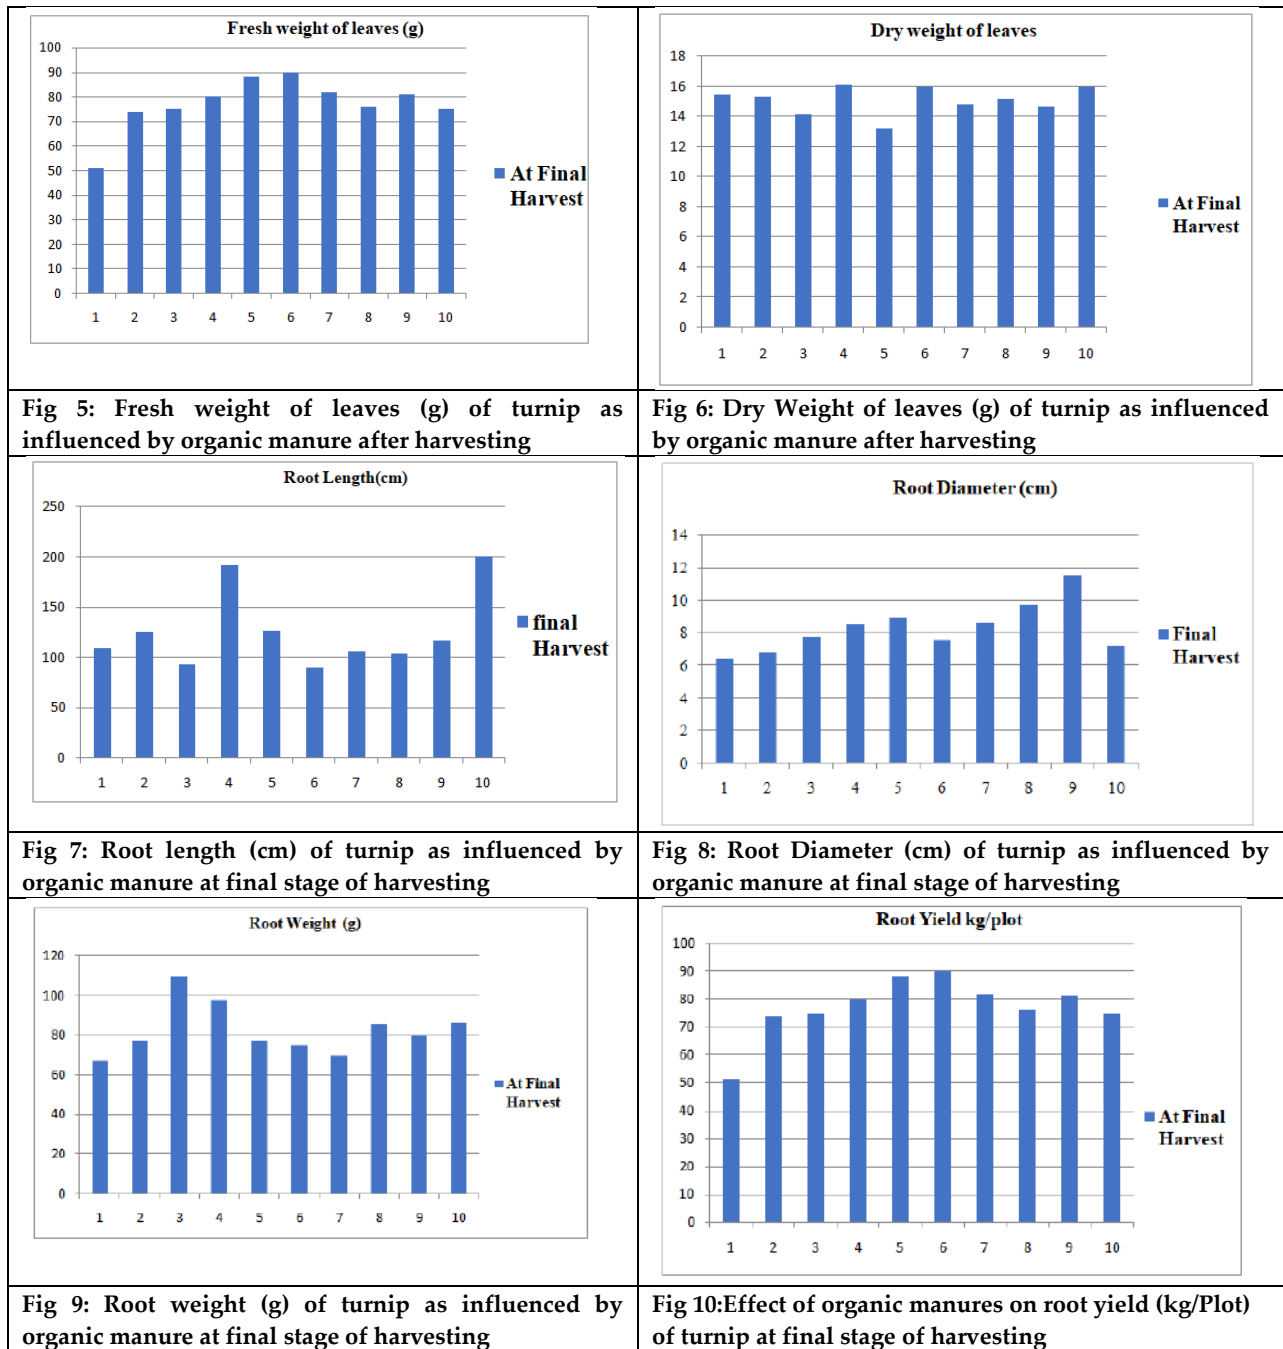 Fresh weight of leaves (g)
100
90
80
70
60
50
40
30
20
10
0
1 2 3 4 5 6 7 8 9 10
At Final
Harvest
Dry weight of leaves
18
16
14
12
10
8
6
4
2
0
1 2 3 4 5 6 7 8 9 10
At Final
Harvest
Fig 5: Fresh weight of leaves (g) of turnip as
influenced by organic manure after harvesting
Fig 6: Dry Weight of leaves (g) of turnip as influenced
by organic manure after harvesting
Root Length(cm)
250
200
150
100
50
0
1 2 3 4 5 6 7 8 9 10
final
Harvest
Root Diameter (cm)
14
12
10
8
6
4
2
0
1 2 3 4 5 6 7 8 9 10
Final
Harvest
Fig 7: Root length (cm) of turnip as influenced by
organic manure at final stage of harvesting
Fig 8: Root Diameter (cm) of turnip as influenced by
organic manure at final stage of harvesting
Root Weight (g)
120
100
80
60
40
20
0
1 2 3 4 5 6 7 8 9 10
At Final
Harvest
Root Yield kg/plot
100
90
80
70
60
50
40
30
20
10
0
1 2 3 4 5 6 7 8 9 10
At Final
Harvest
Fig 9: Root weight (g) of turnip as influenced by
organic manure at final stage of harvesting
Fig 10:Effect of organic manures on root yield (kg/Plot)
of turnip at final stage of harvesting